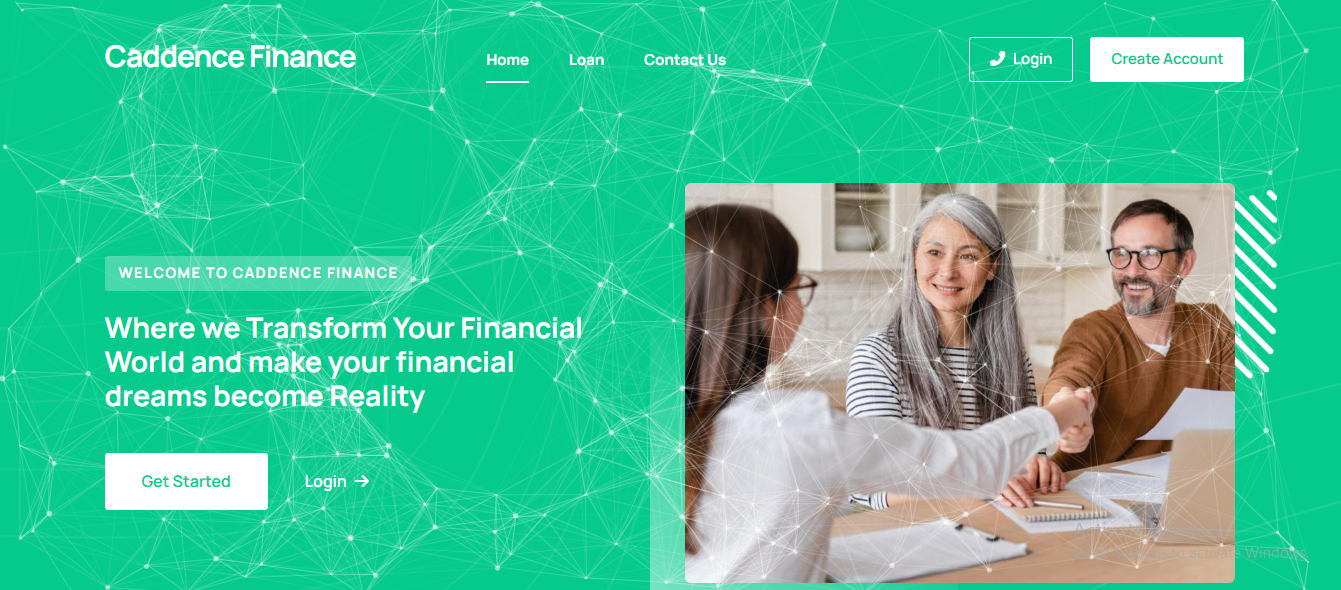 Caddence Finance
Home Loan Contact Us
Login
Create Account
WELCOME TO CADDENCE FINANCE
Where we Transform Your Financial
World and make your financial
dreams become Reality
Get Started
Login
Windows